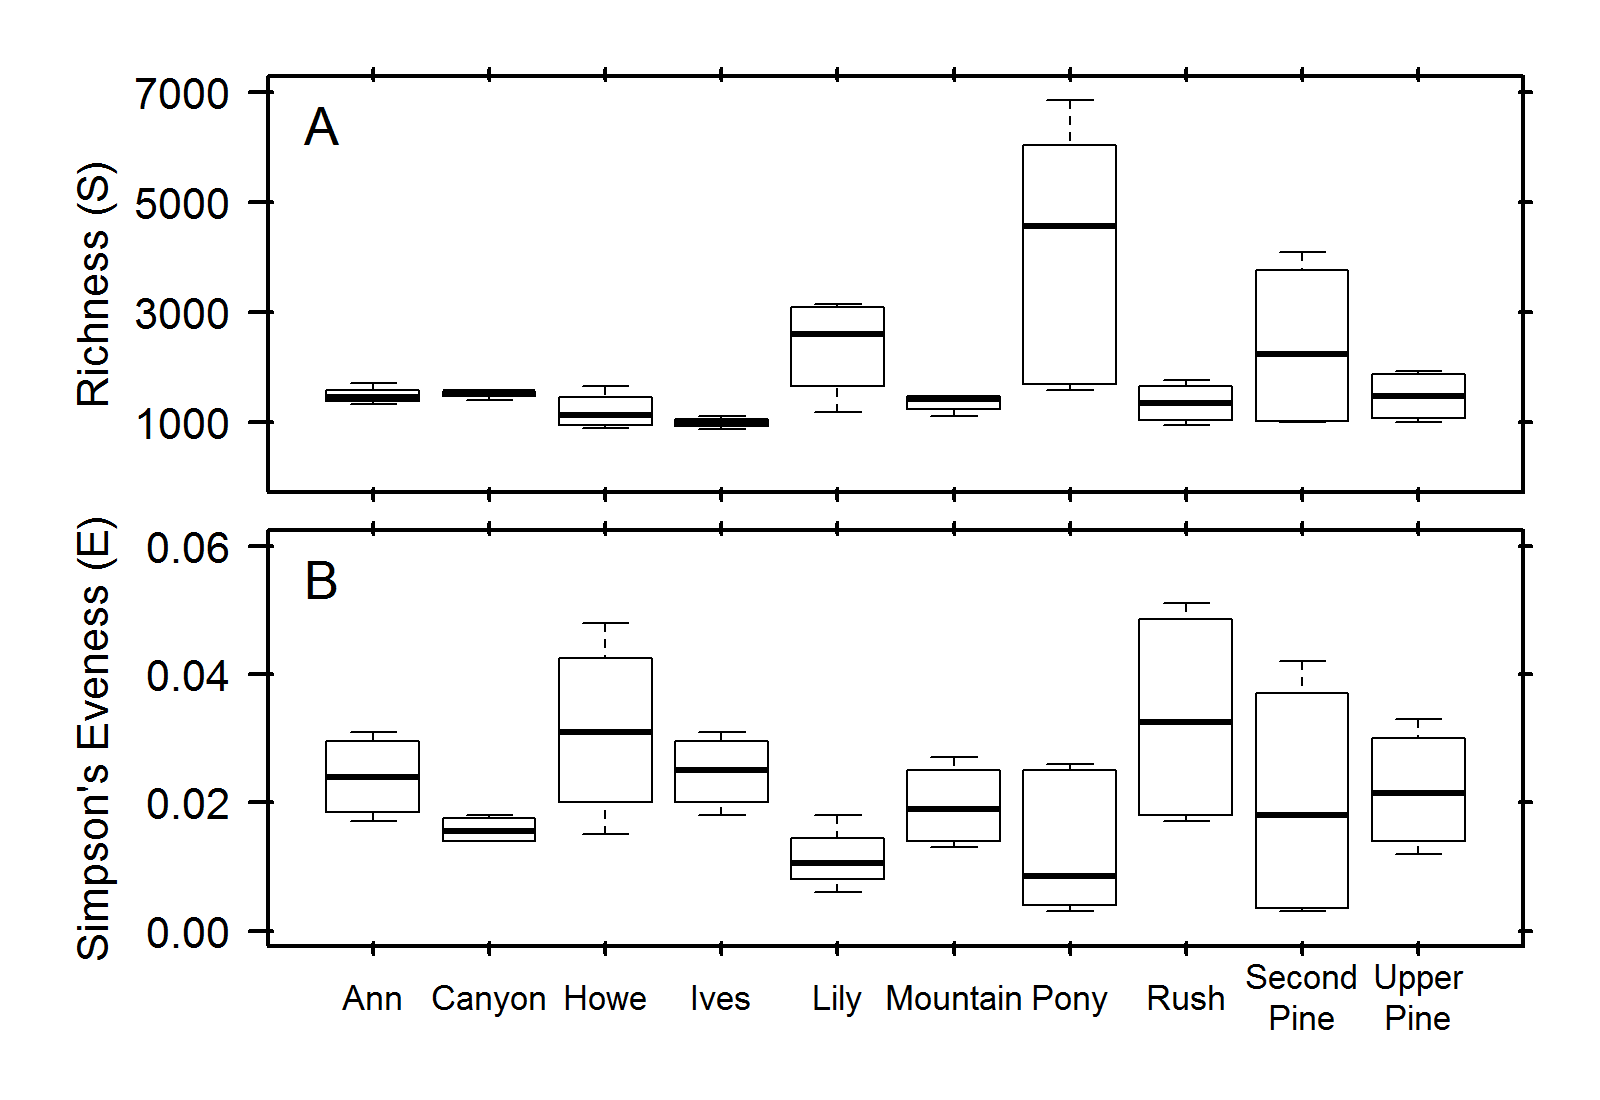 A
Richness (S)
7000
5000
3000
1000
B
Simpson's Eveness (E)
0.06
0.04
0.02
0.00
Ann Canyon Howe Ives Lily Mountain Pony Rush Second Pine Upper Pine